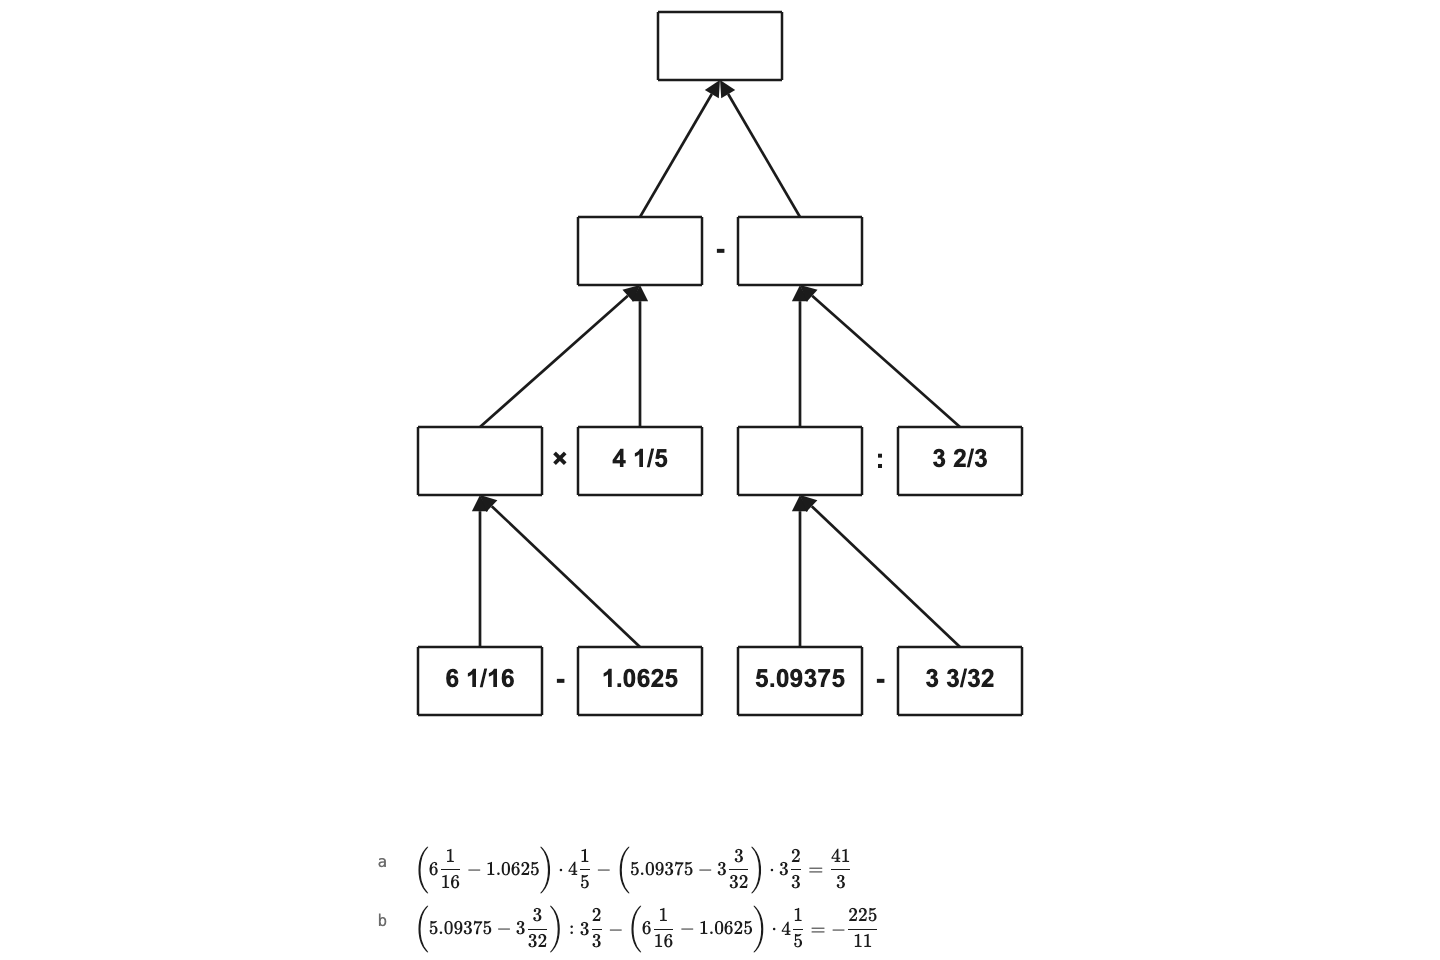 -
× 4 1/5 : 3 2/3
6 1/16 - 1.0625 5.09375 - 3 3/32
a (6 1/16 − 1.0625) · 4 1/5 − (5.09375 − 3 3/32) · 3 2/3 = 41/3
b (5.09375 − 3 3/32) : 3 2/3 − (6 1/16 − 1.0625) · 4 1/5 = − 225/11